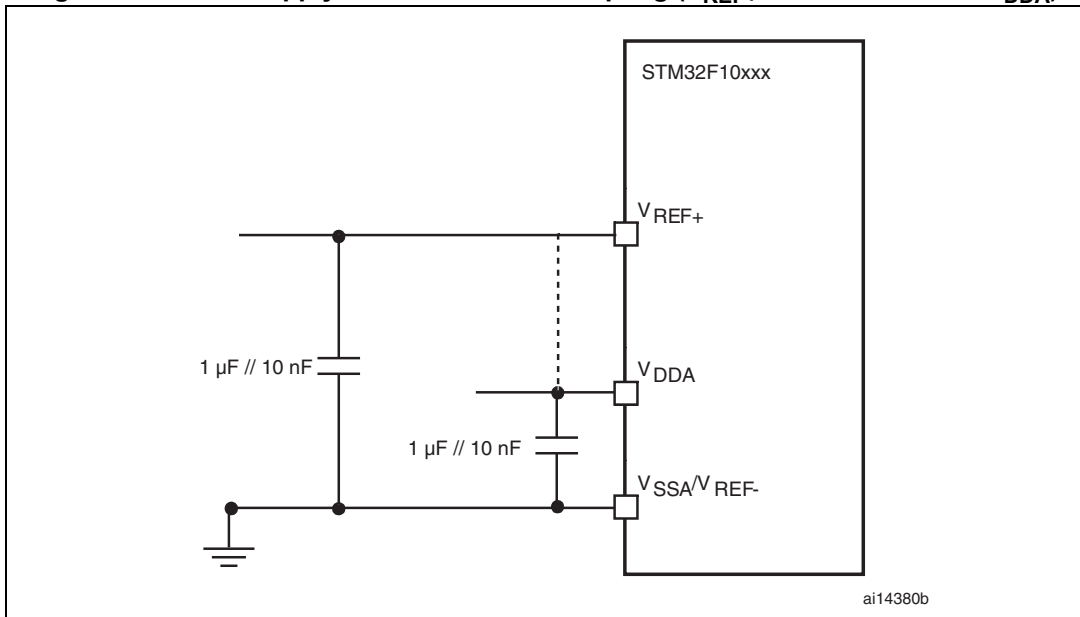 STM32F10xxx
VREF+
1 µF // 10 nF
VDDA
1 µF // 10 nF
VSSA/VREF-
ai14380b